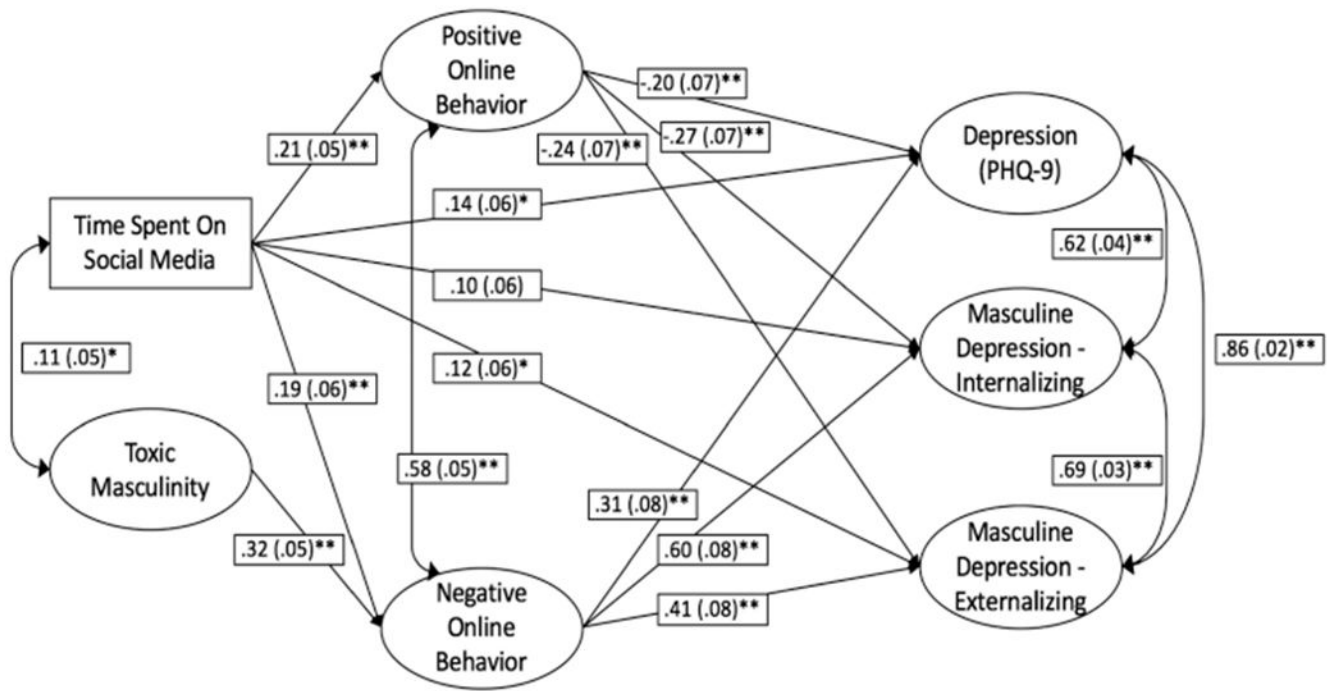 Positive
Online
Behavior
-.20 (.07)**
-.27 (.07)**
-.24 (.07)**
.21 (.05)**
Depression
(PHQ-9)
.14 (.06)*
Time Spent On
Social Media
.62 (.04)**
.10 (.06)
Masculine
Depression -
Internalizing
.86 (.02)**
.11 (.05)*
.12 (.06)*
.19 (.06)**
Toxic
Masculinity
.58 (.05)**
.69 (.03)**
.31 (.08)**
.32 (.05)**
.60 (.08)**
Masculine
Depression -
Externalizing
.41 (.08)**
Negative
Online
Behavior